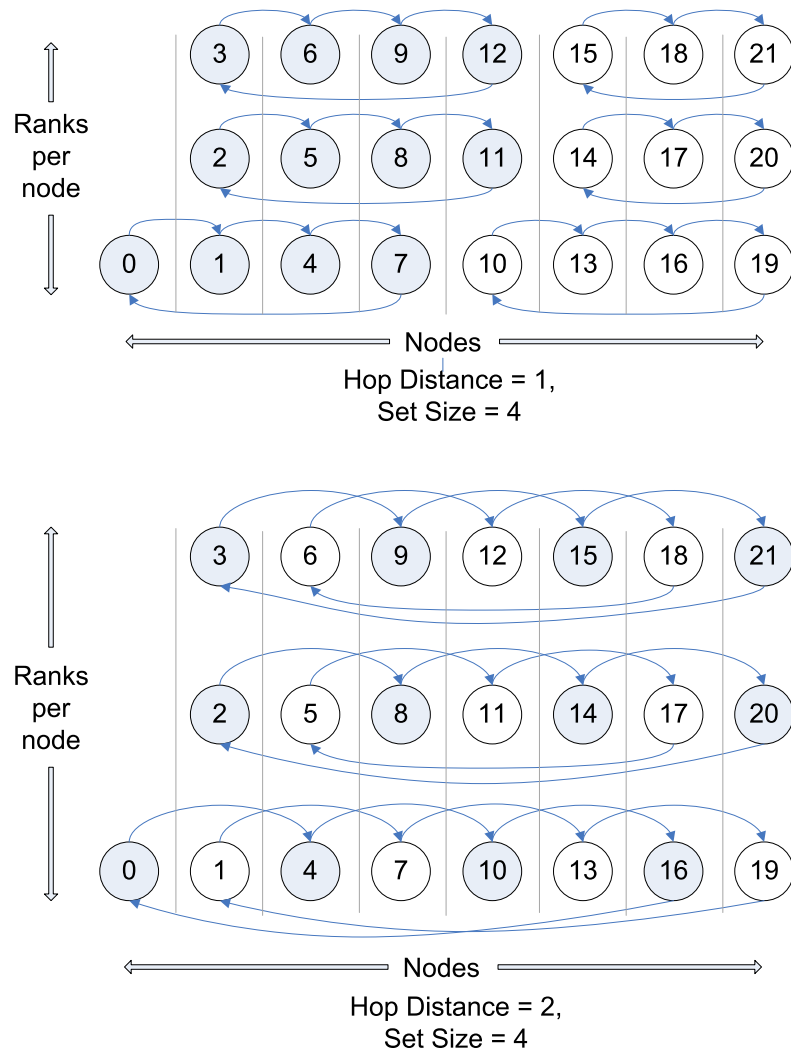 3 6 9 12 15 18 21
Ranks
per
node
2 5 8 11 14 17 20
0 1 4 7 10 13 16 19
Nodes
Hop Distance = 1,
Set Size = 4
3 6 9 12 15 18 21
Ranks
per
node
2 5 8 11 14 17 20
0 1 4 7 10 13 16 19
Nodes
Hop Distance = 2,
Set Size = 4